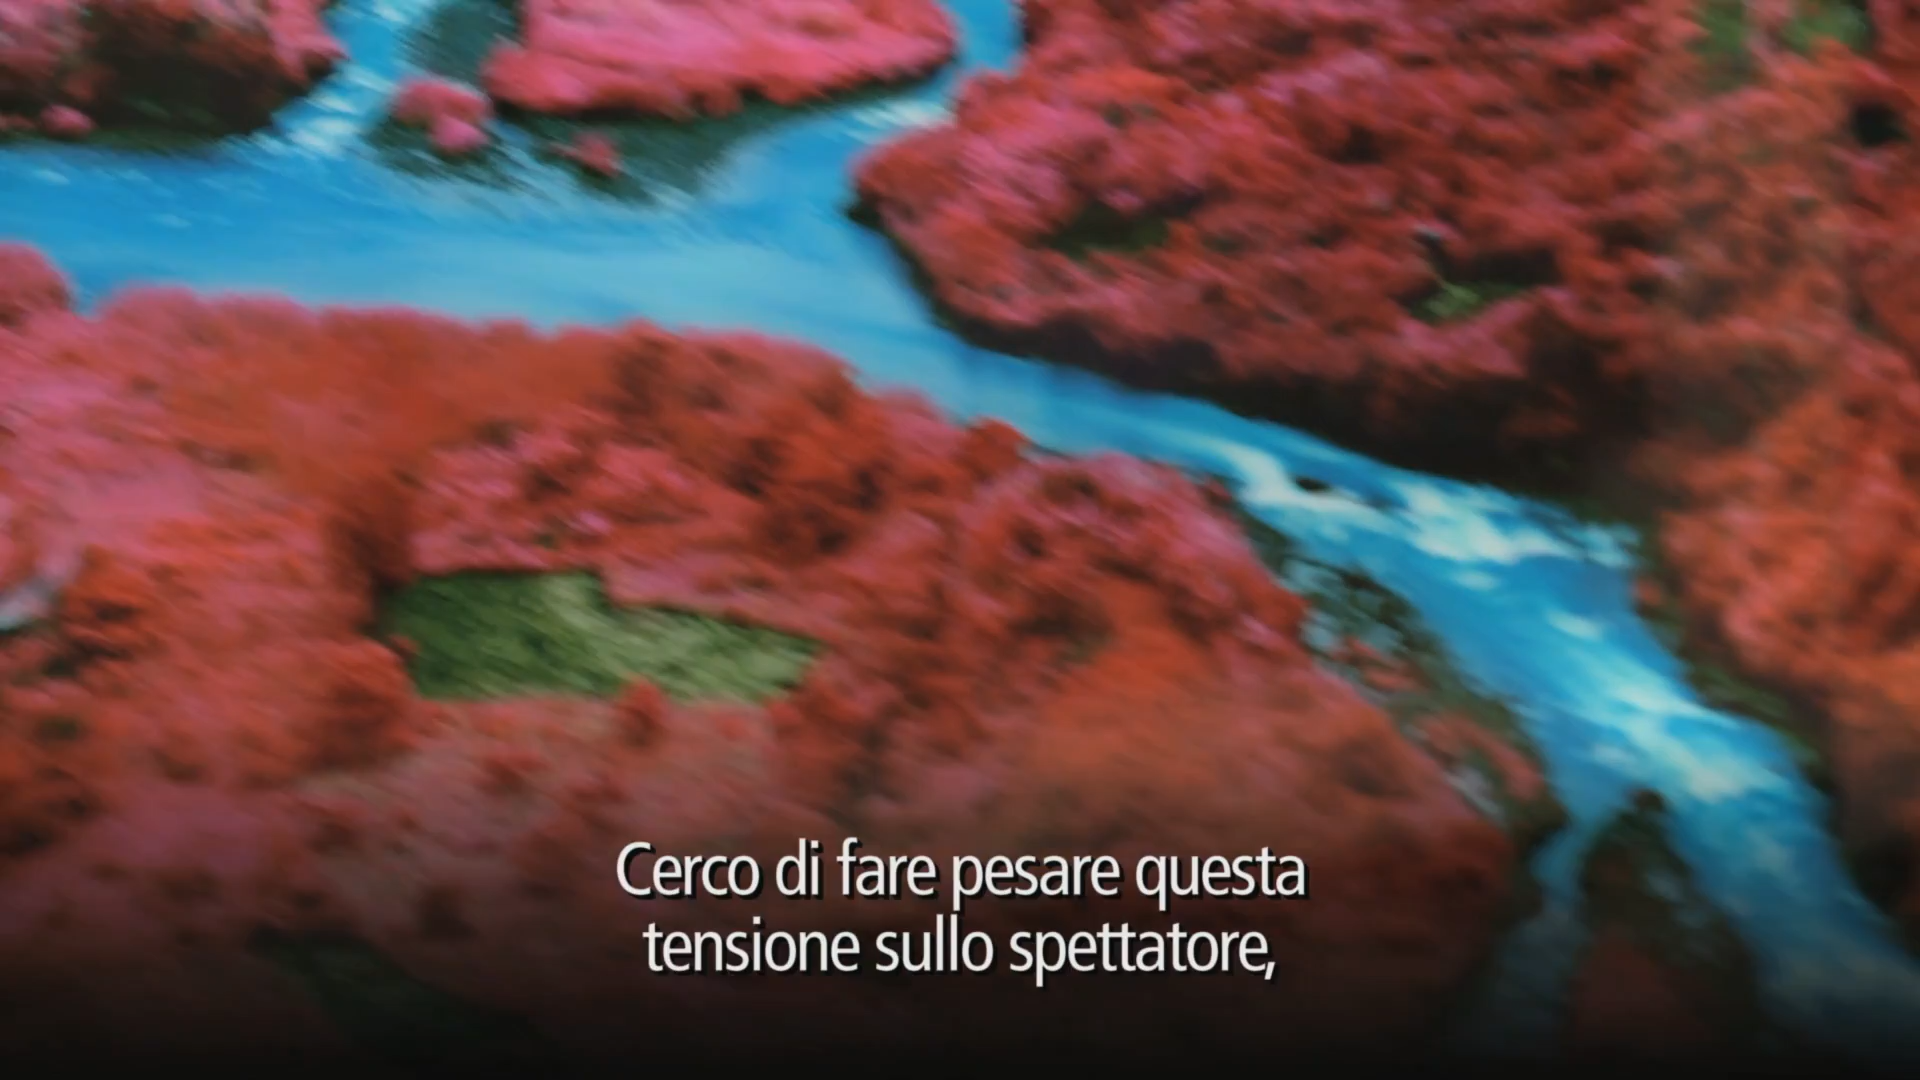 Cerco di fare pesare questa
tensione sullo spettatore,